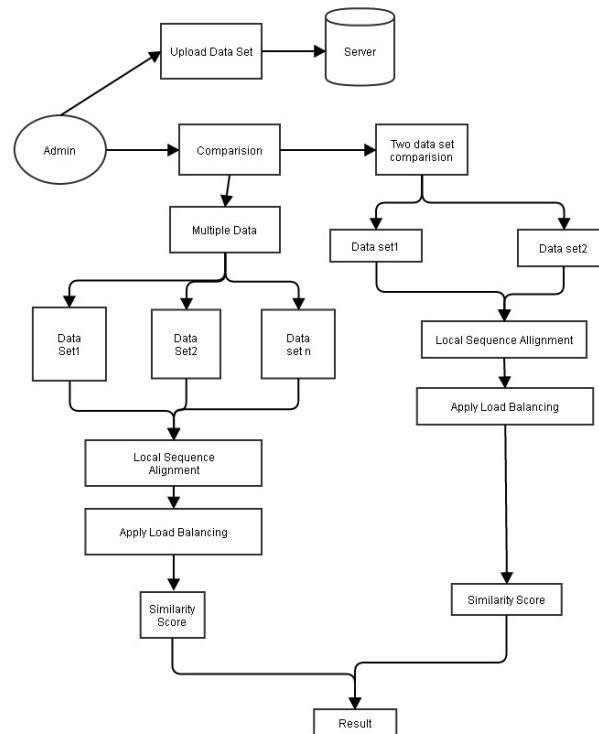 Upload Data Set
Server
Admin
Comparision
Two data set
comparision
Multiple Data
Data set1
Data set2
Data
Set1
Data
Set2
Data
set n
Local Sequence Allignment
Apply Load Balancing
Local Sequence
Alignment
Apply Load Balancing
Similarity
Score
Similarity Score
Result